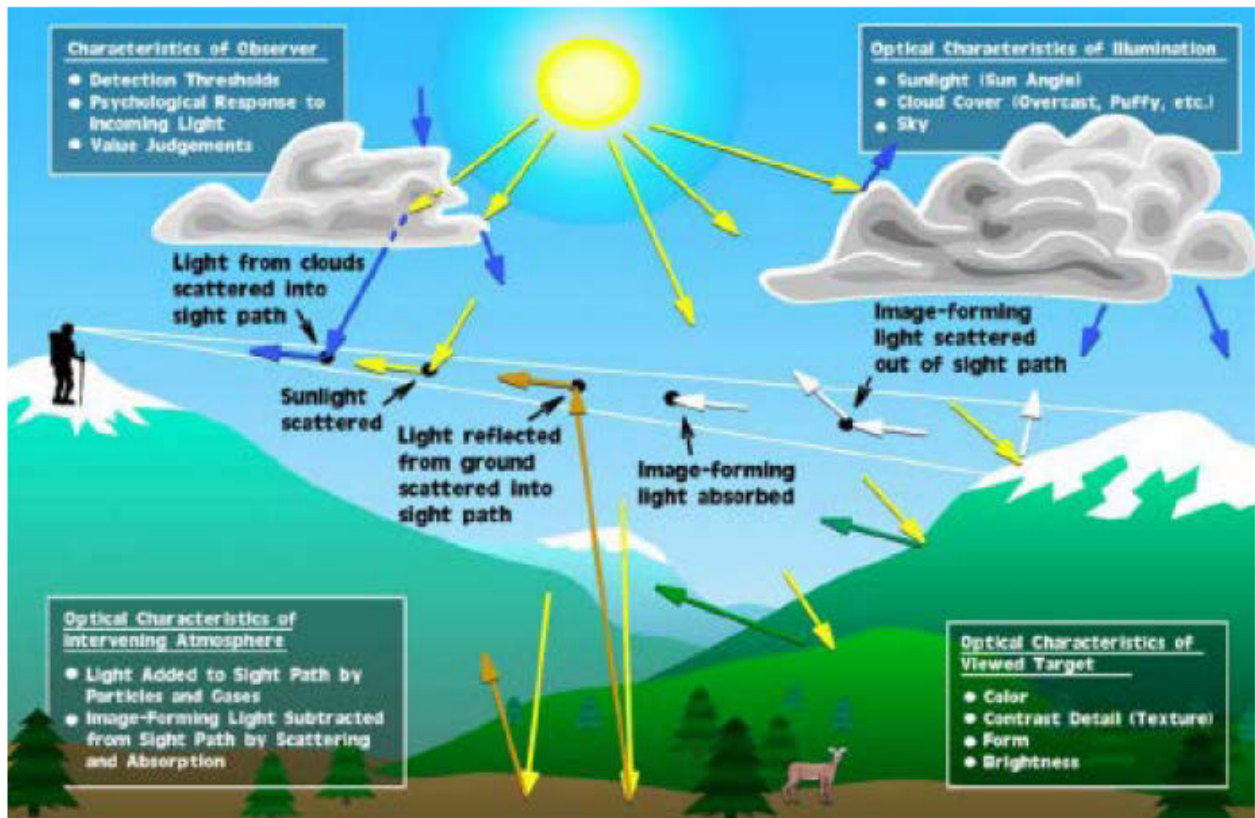 Characteristics of Observer
● Detection Thresholds
● Psychological Response to
Incoming Light
● Value Judgements
Optical Characteristics of Illumination
● Sunlight (Sun Angle)
● Cloud Cover (Overcast, Puffy, etc.)
● Sky
Light from clouds
scattered into
sight path
Sunlight
scattered
Light reflected
from ground
scattered into
sight path
Image-forming
light absorbed
Image-forming
light scattered
out of sight path
Optical Characteristics of
Intervening Atmosphere
● Light Added to Sight Path by
Particles and Gases
● Image-Forming Light Subtracted
from Sight Path by Scattering
and Absorption
Optical Characteristics of
Viewed Target
● Color
● Contrast Detail (Texture)
● Form
● Brightness